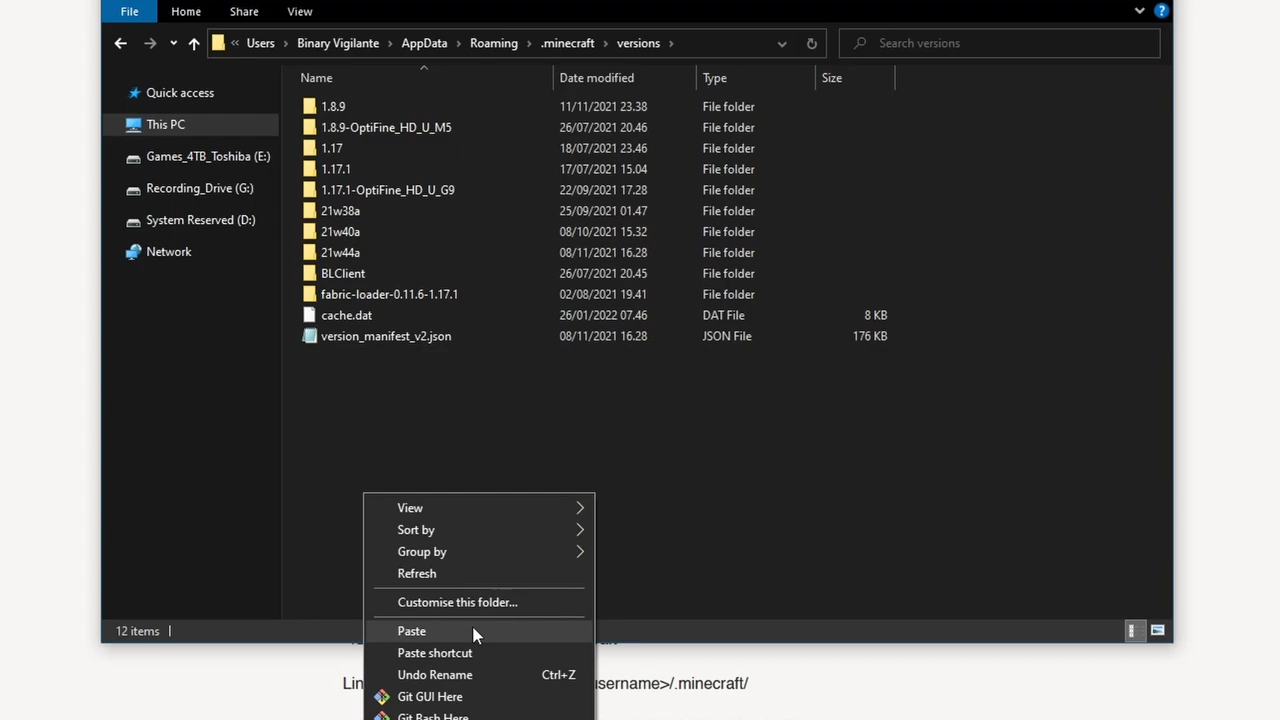 File Home Share View
« Users > Binary Vigilante > AppData > Roaming > .minecraft > versions >
Search versions
Name Date modified Type Size
Quick access
This PC
Games_4TB_Toshiba (E:)
Recording_Drive (G:)
System Reserved (D:)
Network
1.8.9 11/11/2021 23.38 File folder
1.8.9-OptiFine_HD_U_M5 26/07/2021 20.46 File folder
1.17 18/07/2021 23.46 File folder
1.17.1 17/07/2021 15.04 File folder
1.17.1-OptiFine_HD_U_G9 22/09/2021 17.28 File folder
21w38a 25/09/2021 01.47 File folder
21w40a 08/10/2021 15.32 File folder
21w44a 08/11/2021 16.28 File folder
BLClient 26/07/2021 20.45 File folder
fabric-loader-0.11.6-1.17.1 02/08/2021 19.41 File folder
cache.dat 26/01/2022 07.46 DAT File 8 KB
version_manifest_v2.json 08/11/2021 16.28 JSON File 176 KB
View
Sort by
Group by
Refresh
Customise this folder...
Paste
Paste shortcut
Undo Rename Ctrl+Z
Git GUI Here
Git Bash Here
12 items
Lin username>/.minecraft/